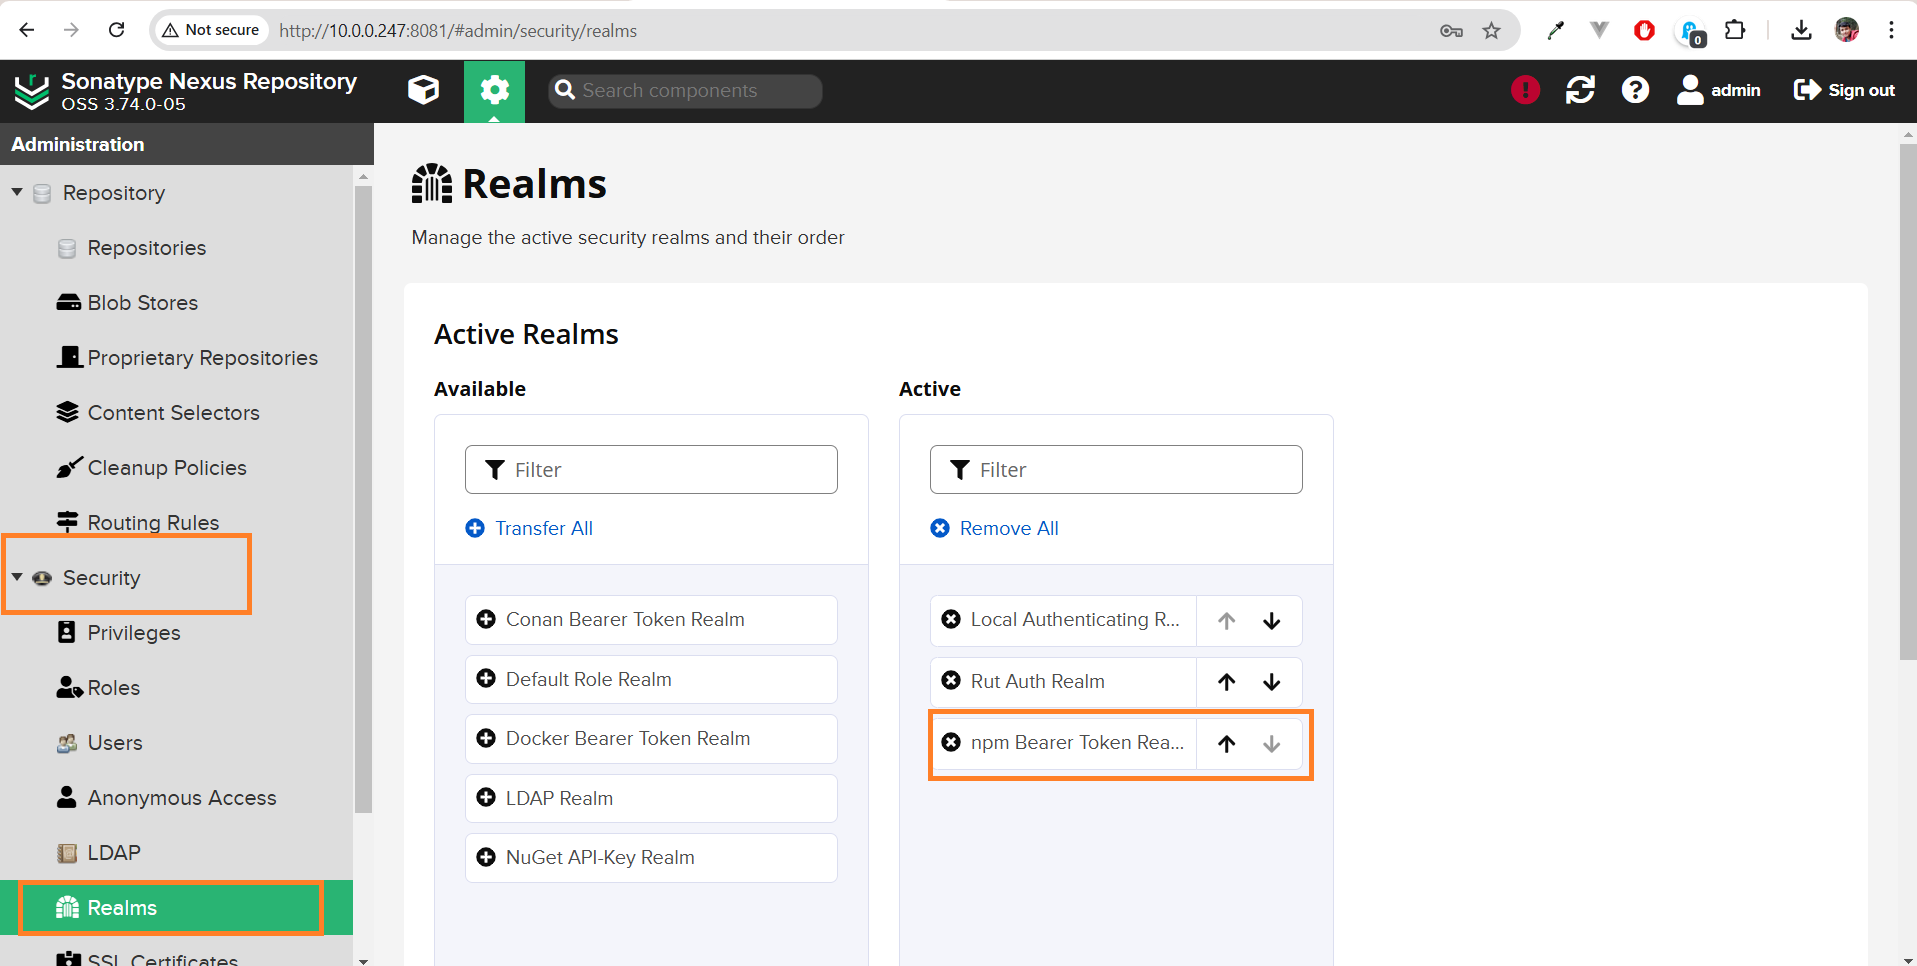 Not secure
http://10.0.0.247:8081/#admin/security/realms
0
Sonatype Nexus Repository
OSS 3.74.0-05
Search components
admin
Sign out
Administration
Repository
Repositories
Blob Stores
Proprietary Repositories
Content Selectors
Cleanup Policies
Routing Rules
Security
Privileges
Roles
Users
Anonymous Access
LDAP
Realms
SSL Certificates
Realms
Manage the active security realms and their order
Active Realms
Available
Filter
Transfer All
Conan Bearer Token Realm
Default Role Realm
Docker Bearer Token Realm
LDAP Realm
NuGet API-Key Realm
Active
Filter
Remove All
Local Authenticating R...
Rut Auth Realm
npm Bearer Token Rea...